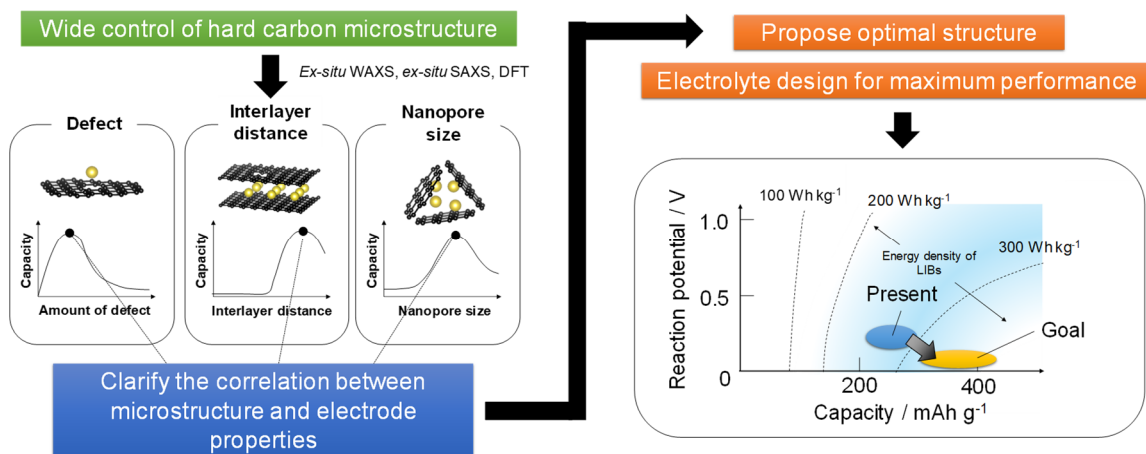 Wide control of hard carbon microstructure
Ex-situ WAXS, ex-situ SAXS, DFT
Defect
Capacity
Amount of defect
Interlayer
distance
Capacity
Interlayer distance
Nanopore
size
Capacity
Nanopore size
Clarify the correlation between
microstructure and electrode
properties
Propose optimal structure
Electrolyte design for maximum performance
Reaction potential / V
1.0
0.5
0
100 Wh kg⁻¹
200 Wh kg⁻¹
300 Wh kg⁻¹
Energy density of
LIBs
Present
Goal
200
400
Capacity / mAh g⁻¹